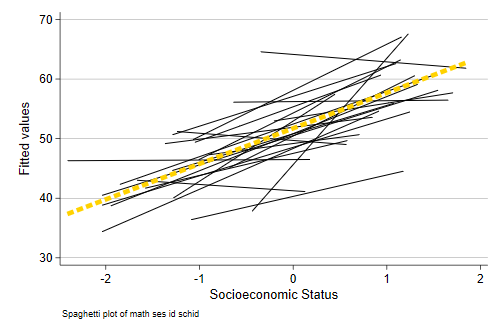 70
60
50
40
30
Fitted values
-2 -1 0 1 2
Socioeconomic Status
Spaghetti plot of math ses id schid